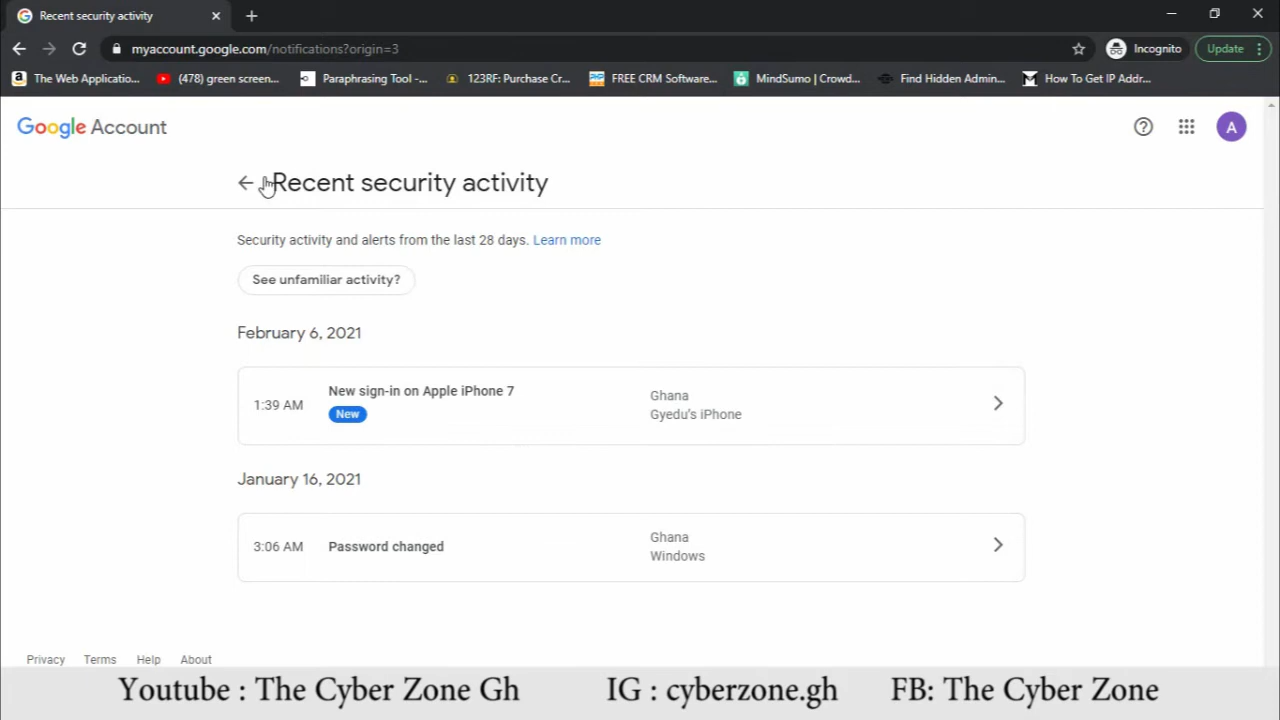 Recent security activity
myaccount.google.com/notifications?origin=3
Incognito
Update
The Web Applicatio...
(478) green screen...
Paraphrasing Tool -...
123RF: Purchase Cr...
FREE CRM Software...
MindSumo | Crowd...
Find Hidden Admin...
How To Get IP Addr...
Google Account
A
Recent security activity
Security activity and alerts from the last 28 days. Learn more
See unfamiliar activity?
February 6, 2021
1:39 AM
New sign-in on Apple iPhone 7
New
Ghana
Gyedu's iPhone
January 16, 2021
3:06 AM
Password changed
Ghana
Windows
Privacy Terms Help About
Youtube : The Cyber Zone Gh IG : cyberzone.gh FB: The Cyber Zone